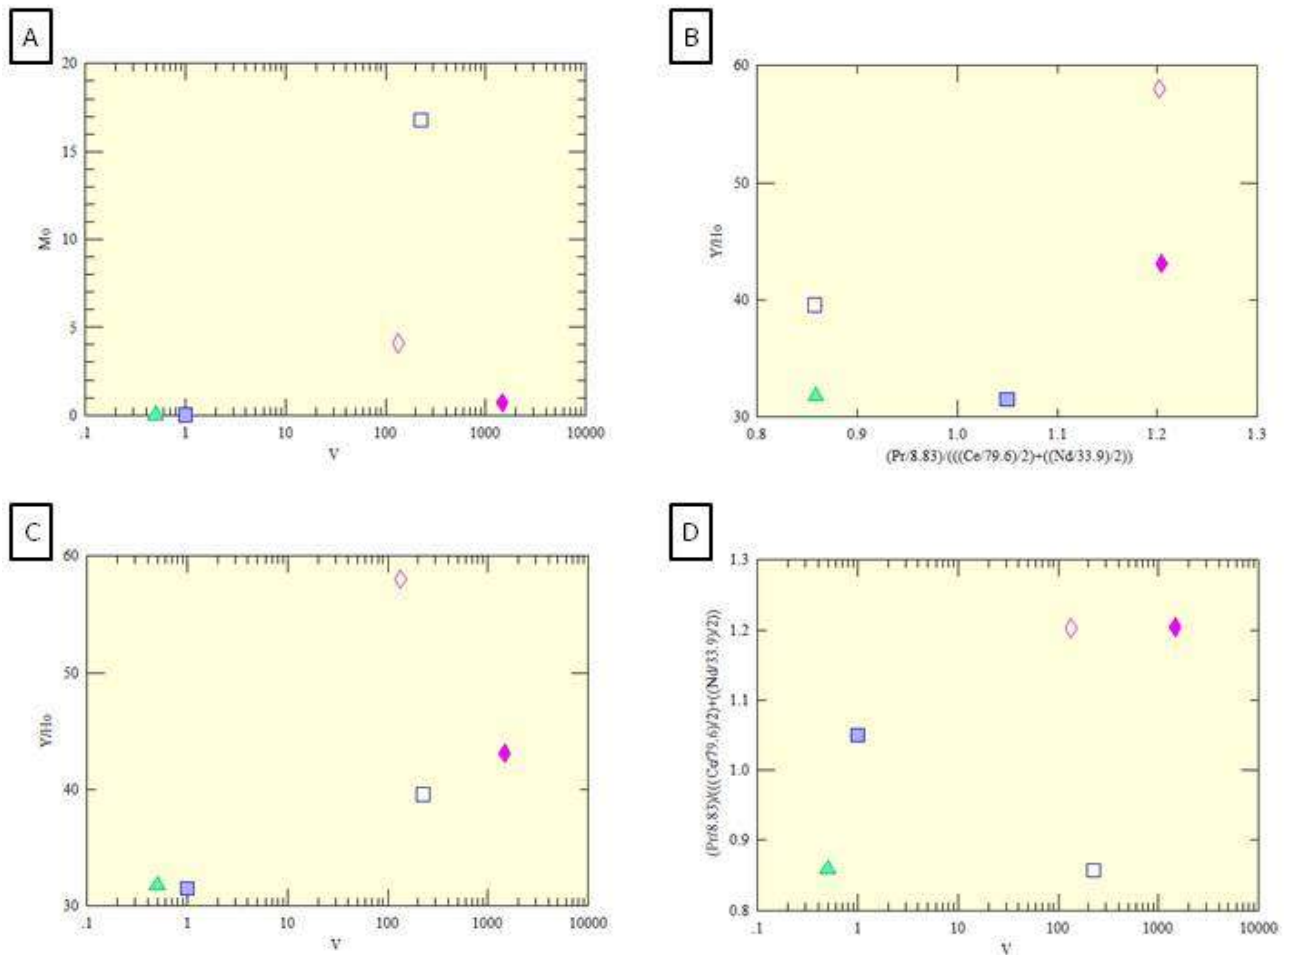 A
20
15
10
5
0
Mo
.1 1 10 100 1000 10000
V
B
60
50
40
30
Y/Ho
0.8 0.9 1.0 1.1 1.2 1.3
(Pr/8.83)/(((Ce/79.6)/2)+((Nd/33.9)/2))
C
60
50
40
30
Y/Ho
.1 1 10 100 1000 10000
V
D
1.3
1.2
1.1
1.0
0.9
0.8
(Pr/8.83)/(((Ce/79.6)/2)+((Nd/33.9)/2))
.1 1 10 100 1000 10000
V